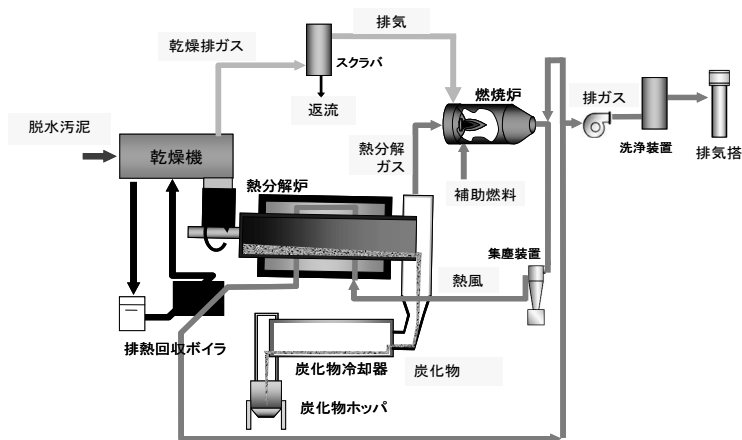 排気
乾燥排ガス
スクラバ
返流
燃焼炉
排ガス
脱水汚泥
乾燥機
熱分解
ガス
洗浄装置
排気搭
熱分解炉
補助燃料
集塵装置
熱風
排熱回収ボイラ
炭化物冷却器
炭化物
炭化物ホッパ